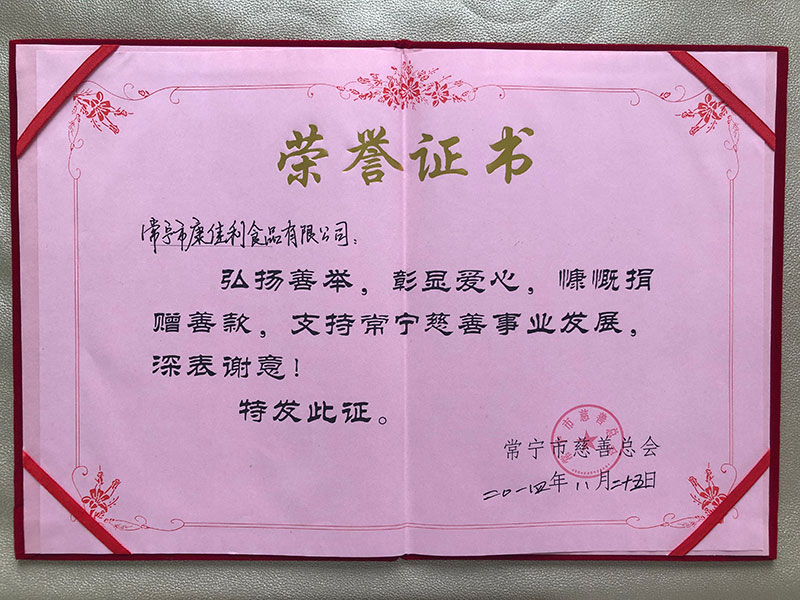 荣誉证书
常宁市康佳利食品有限公司：
弘扬善举，彰显爱心，慷慨捐
赠善款，支持常宁慈善事业发展，
深表谢意！
特发此证。
常宁市慈善总会
二〇一四年八月二十五日